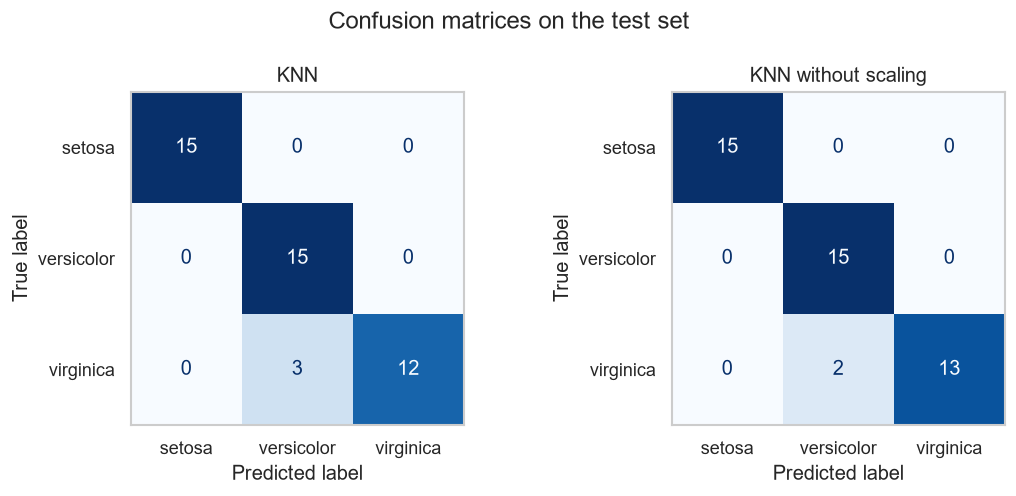 Confusion matrices on the test set
KNN
True label
setosa 15 0 0
versicolor 0 15 0
virginica 0 3 12
setosa versicolor virginica
Predicted label
KNN without scaling
True label
setosa 15 0 0
versicolor 0 15 0
virginica 0 2 13
setosa versicolor virginica
Predicted label